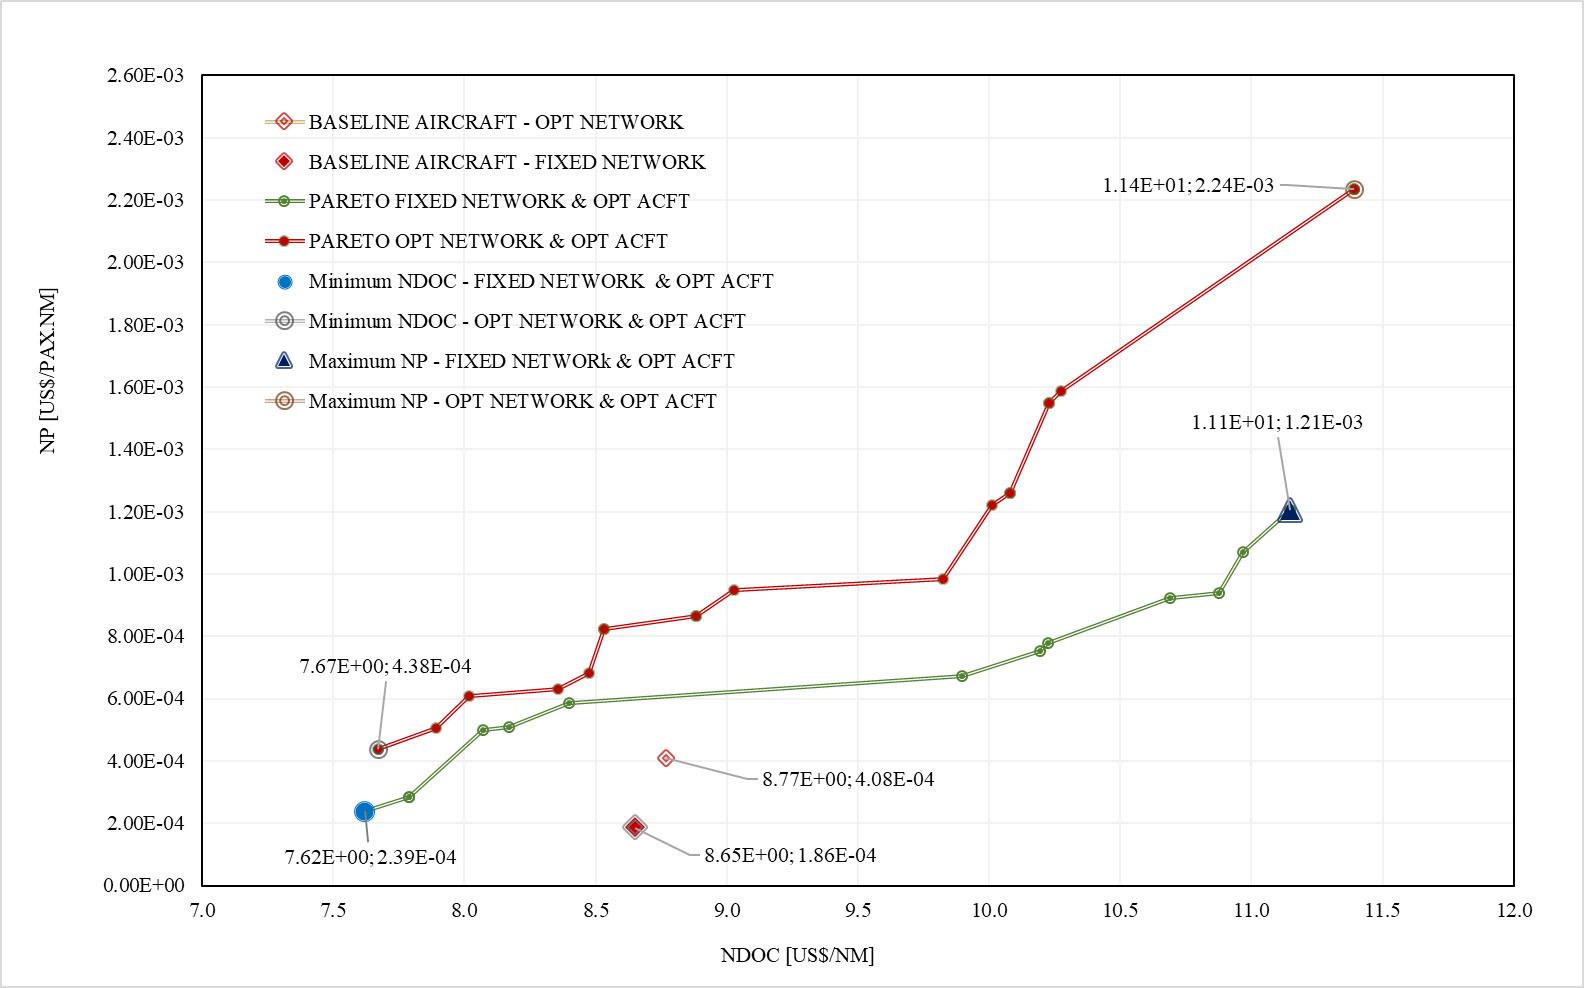 2.60E-03
2.40E-03
2.20E-03
2.00E-03
1.80E-03
1.60E-03
1.40E-03
1.20E-03
1.00E-03
8.00E-04
6.00E-04
4.00E-04
2.00E-04
0.00E+00
NP [US$/PAX.NM]
BASELINE AIRCRAFT - OPT NETWORK
BASELINE AIRCRAFT - FIXED NETWORK
PARETO FIXED NETWORK & OPT ACFT
PARETO OPT NETWORK & OPT ACFT
Minimum NDOC - FIXED NETWORK  & OPT ACFT
Minimum NDOC - OPT NETWORK & OPT ACFT
Maximum NP - FIXED NETWORk & OPT ACFT
Maximum NP - OPT NETWORK & OPT ACFT
1.14E+01; 2.24E-03
1.11E+01; 1.21E-03
7.67E+00; 4.38E-04
8.77E+00; 4.08E-04
8.65E+00; 1.86E-04
7.62E+00; 2.39E-04
7.0 7.5 8.0 8.5 9.0 9.5 10.0 10.5 11.0 11.5 12.0
NDOC [US$/NM]